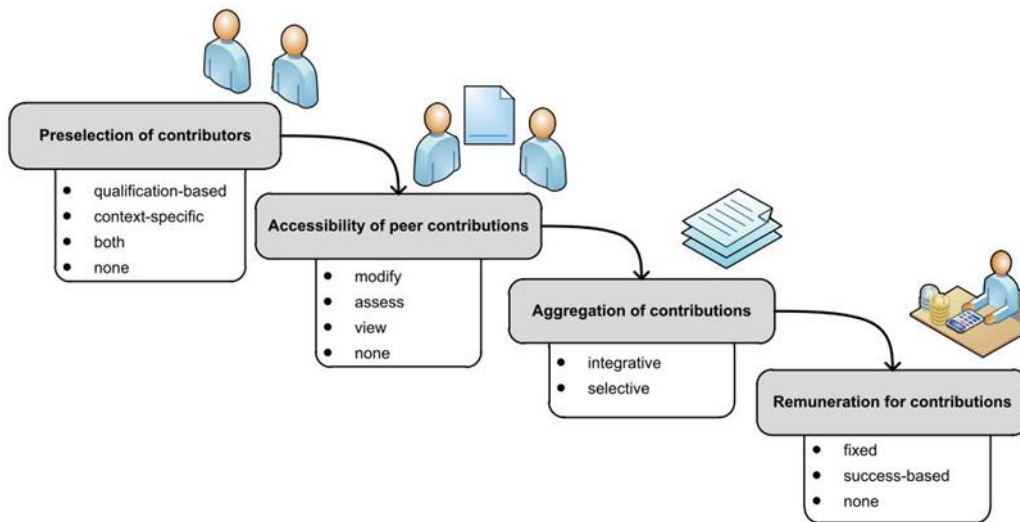 Preselection of contributors
qualification-based
context-specific
both
none
Accessibility of peer contributions
modify
assess
view
none
Aggregation of contributions
integrative
selective
Remuneration for contributions
fixed
success-based
none